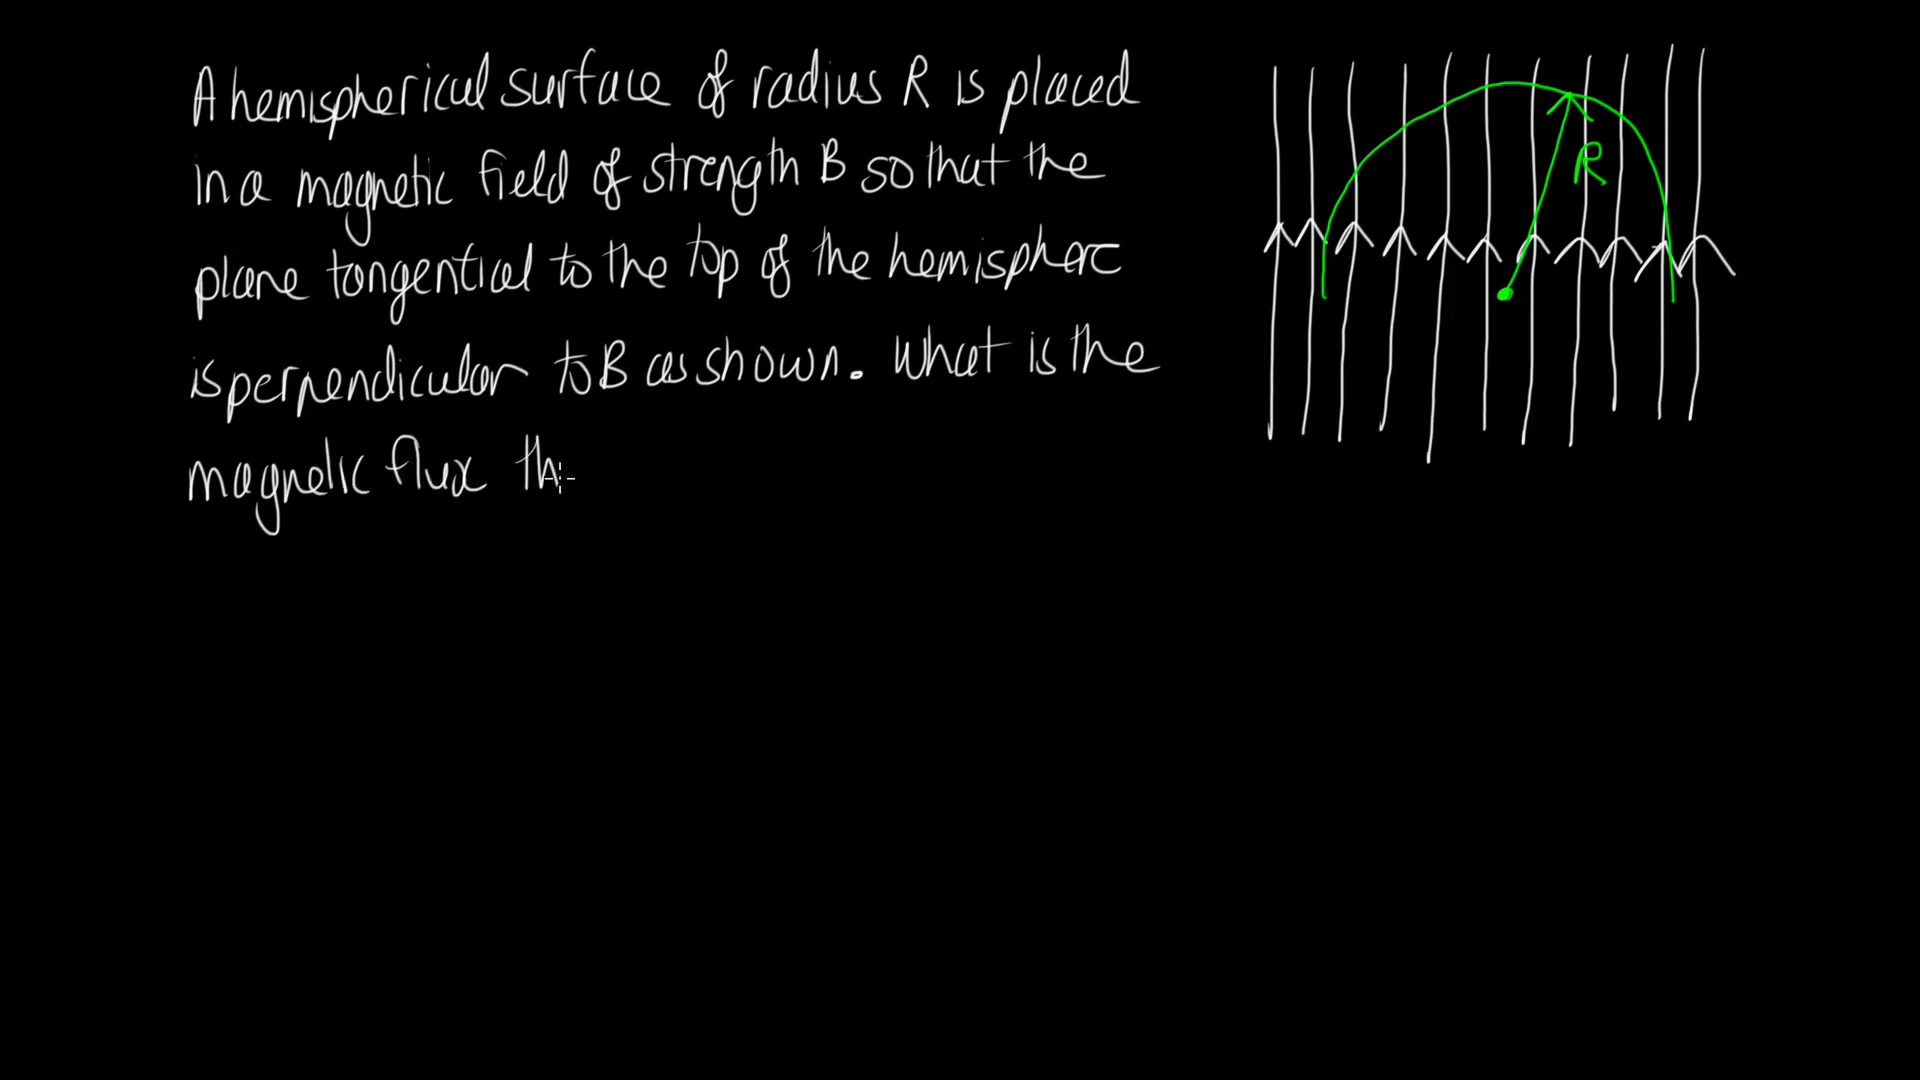 A hemispherical surface of radius R is placed
in a magnetic field of strength B so that the
plane tangential to the top of the hemisphere
is perpendicular to B as shown. What is the
magnetic flux th
R